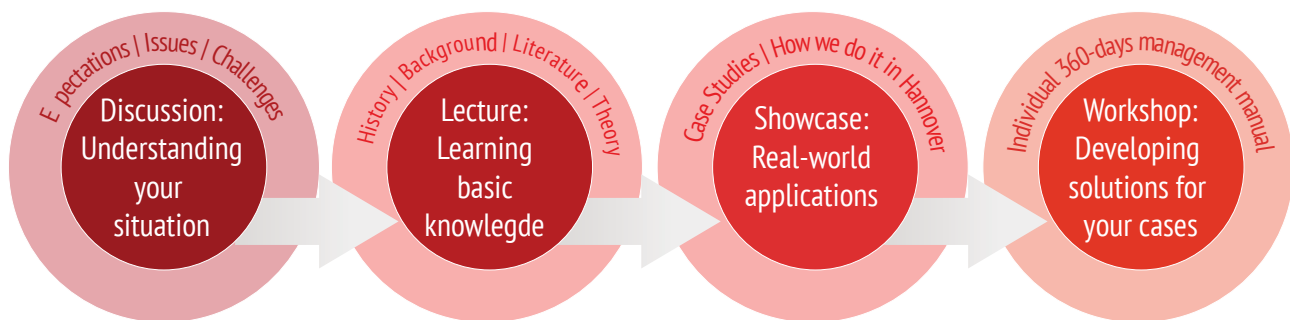 E pectations | Issues | Challenges
Discussion:
Understanding
your
situation
History | Background | Literature | Theory
Lecture:
Learning
basic
knowlegde
Case Studies | How we do it in Hannover
Showcase:
Real-world
applications
Individual 360-days management manual
Workshop:
Developing
solutions for
your cases